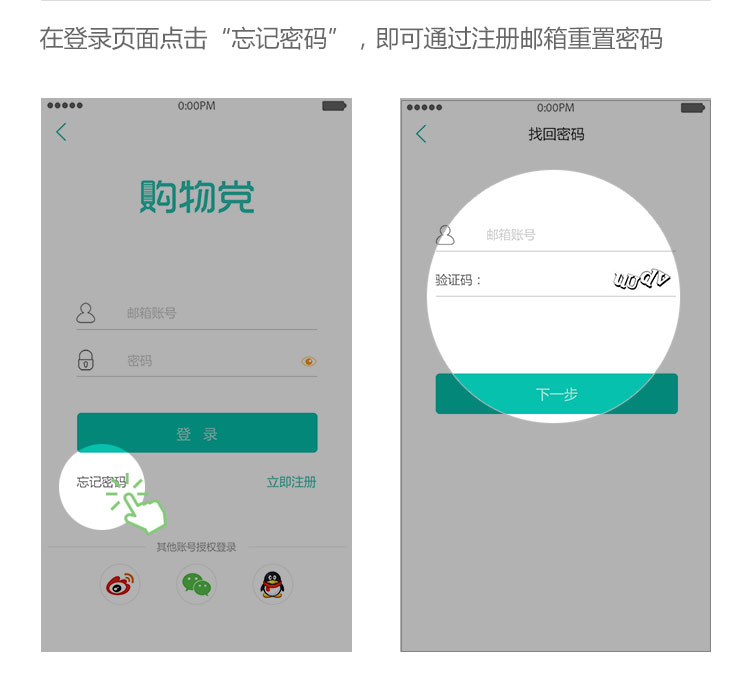 在登录页面点击“忘记密码”，即可通过注册邮箱重置密码
0:00PM
购物党
邮箱账号
密码
登 录
忘记密码
立即注册
其他账号授权登录
0:00PM
找回密码
邮箱账号
验证码：
下一步